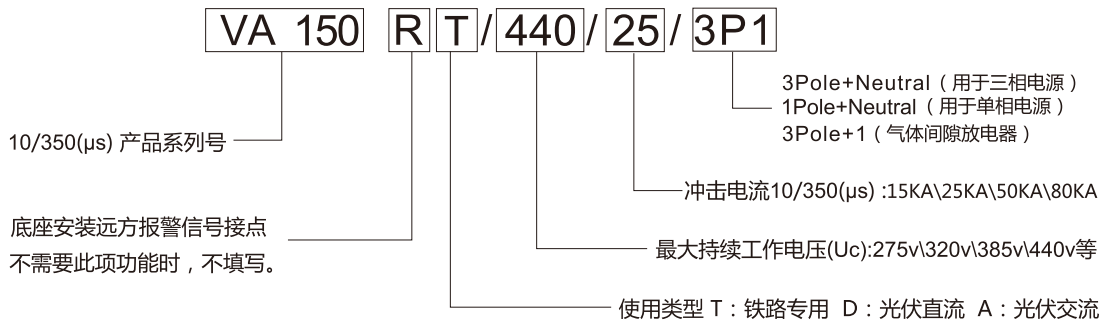 VA 150 R T/440/25/3P1
3Pole+Neutral（用于三相电源）
1Pole+Neutral（用于单相电源）
3Pole+1（气体间隙放电器）
10/350(μs) 产品系列号
冲击电流10/350(μs) :15KA\25KA\50KA\80KA
底座安装远方报警信号接点
不需要此项功能时，不填写。
最大持续工作电压(Uc):275v\320v\385v\440v等
使用类型 T：铁路专用 D：光伏直流 A：光伏交流